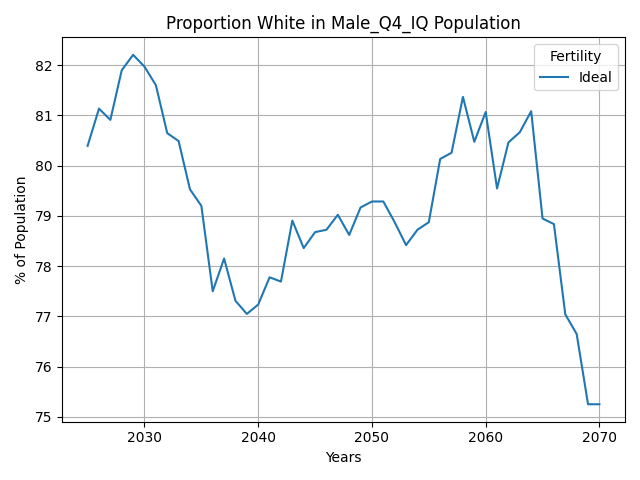 Proportion White in Male_Q4_IQ Population
Fertility
Ideal
82
81
80
79
78
77
76
75
% of Population
2030
2040
2050
2060
2070
Years